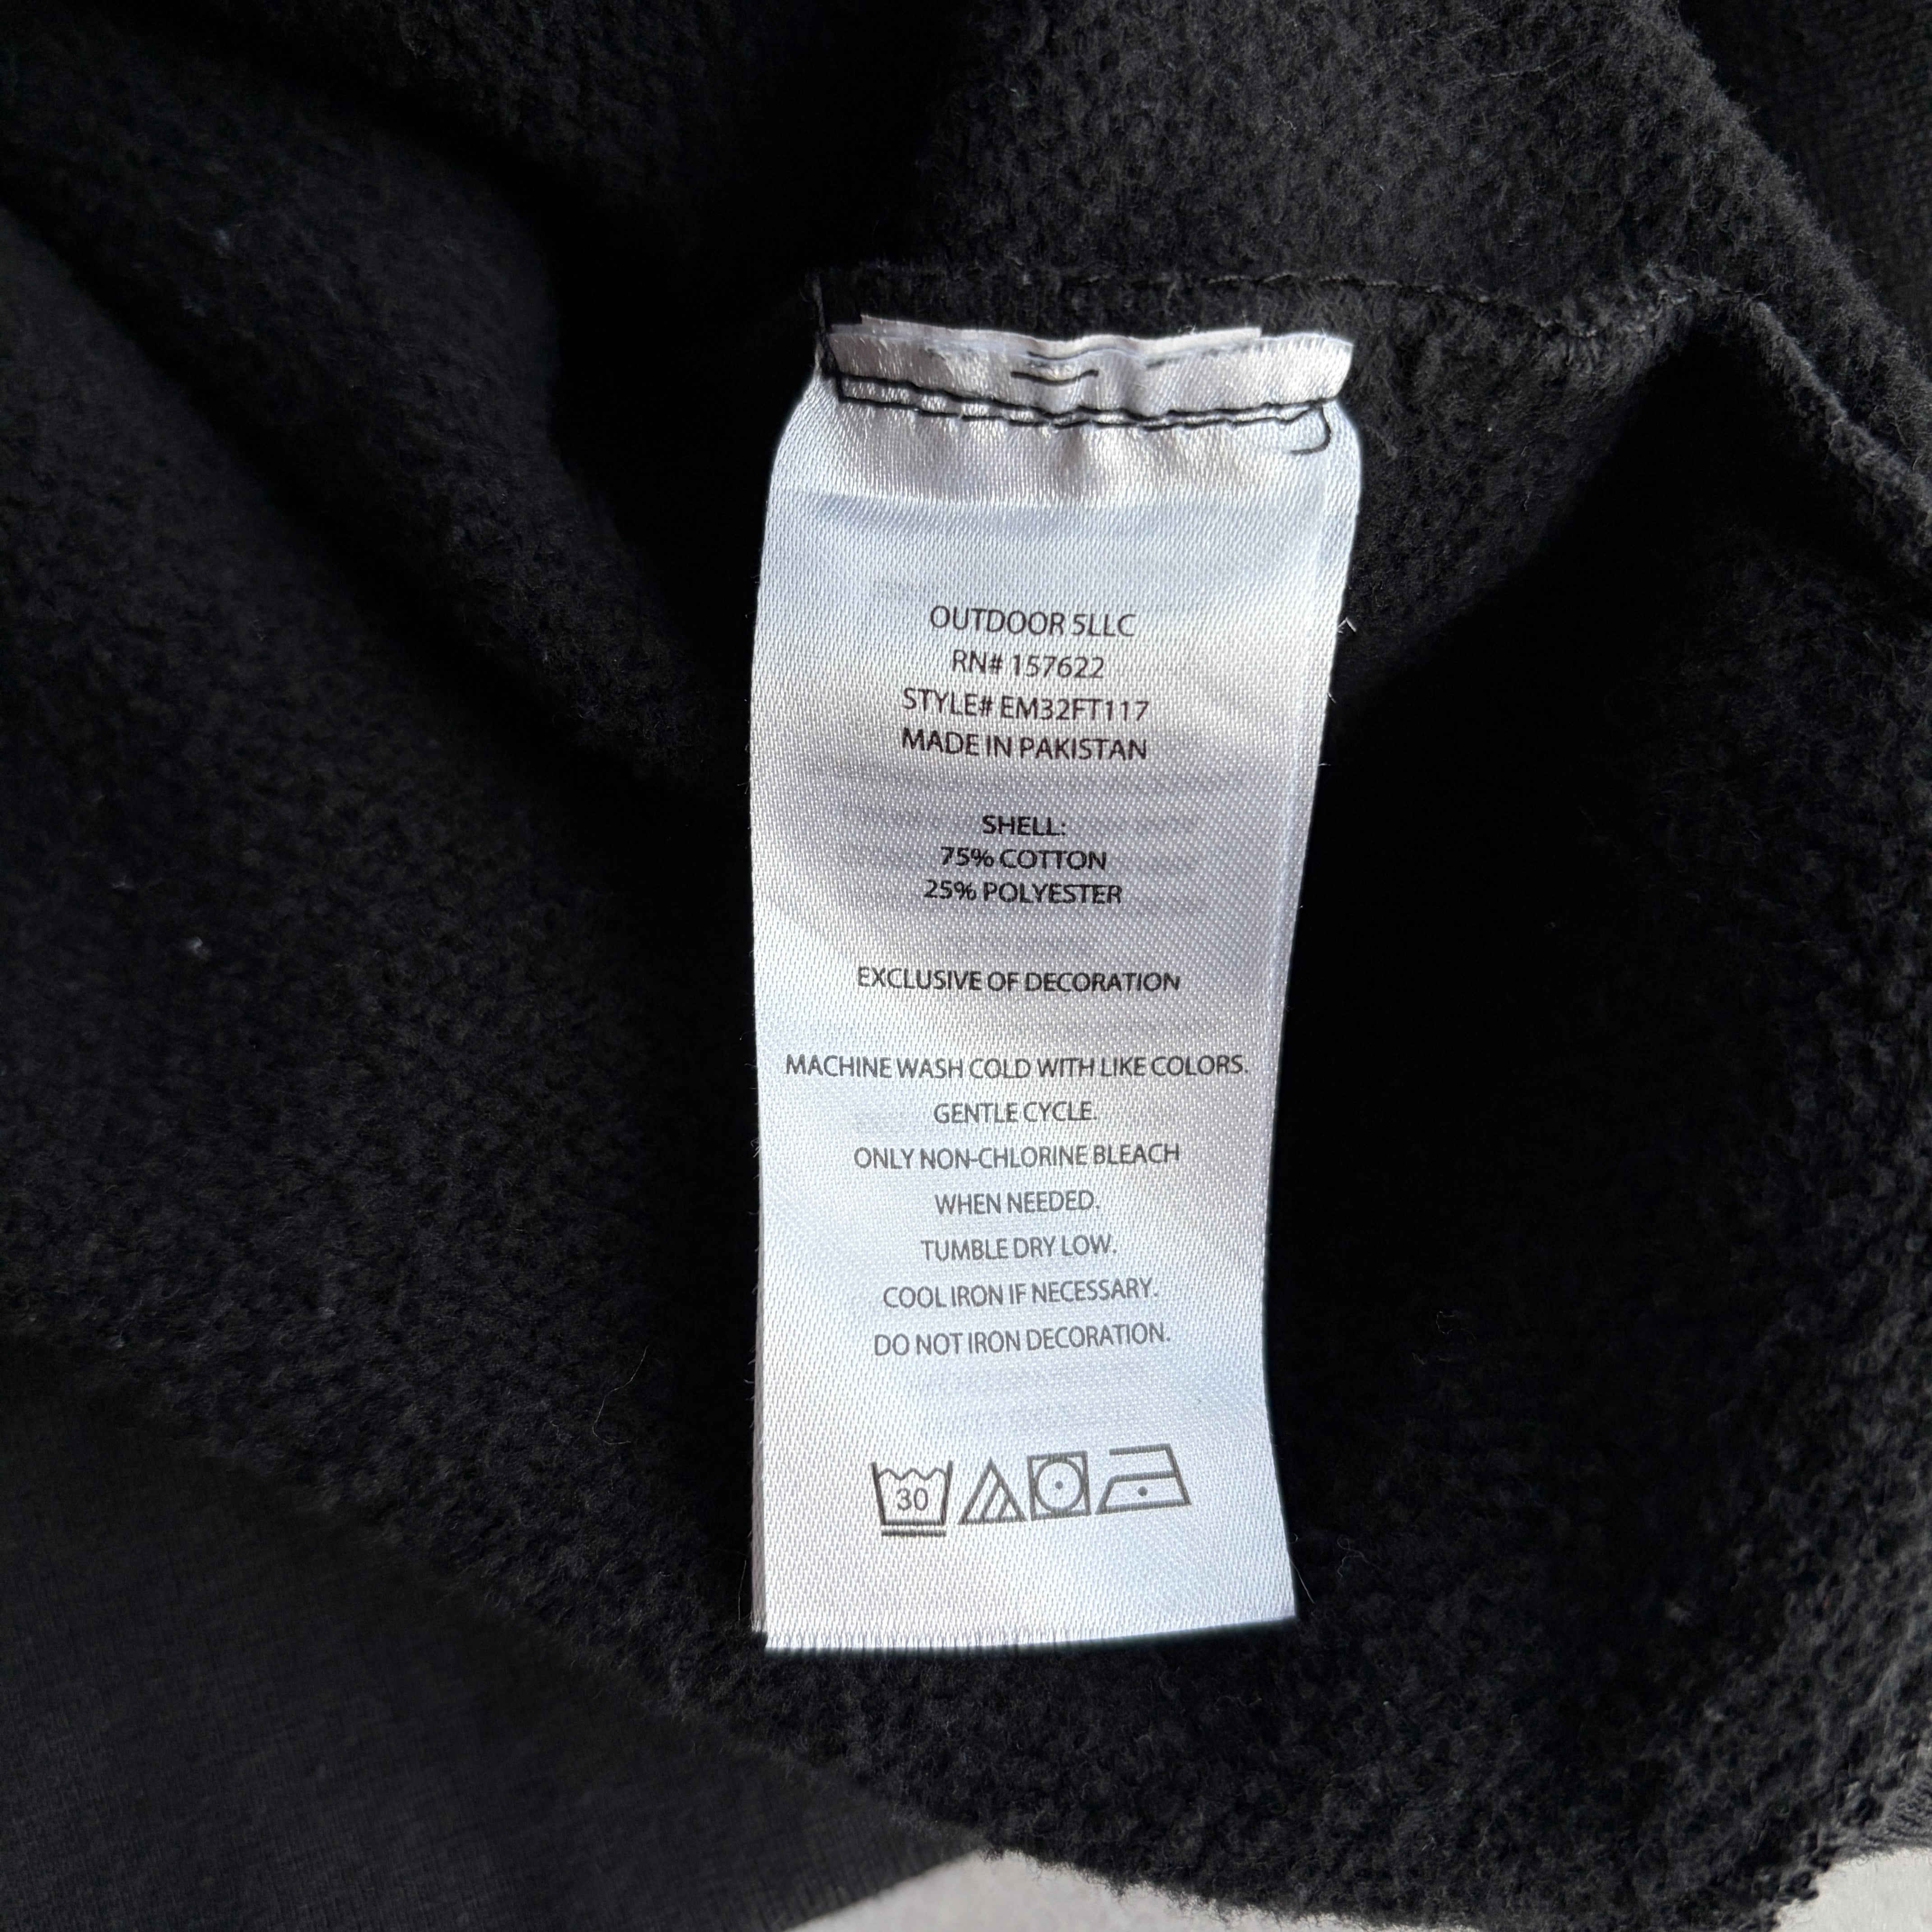 OUTDOOR 5LLC
RN# 157622
STYLE# EM32FT117
MADE IN PAKISTAN
SHELL:
75% COTTON
25% POLYESTER
EXCLUSIVE OF DECORATION
MACHINE WASH COLD WITH LIKE COLORS.
GENTLE CYCLE.
ONLY NON-CHLORINE BLEACH
WHEN NEEDED.
TUMBLE DRY LOW.
COOL IRON IF NECESSARY.
DO NOT IRON DECORATION.
30